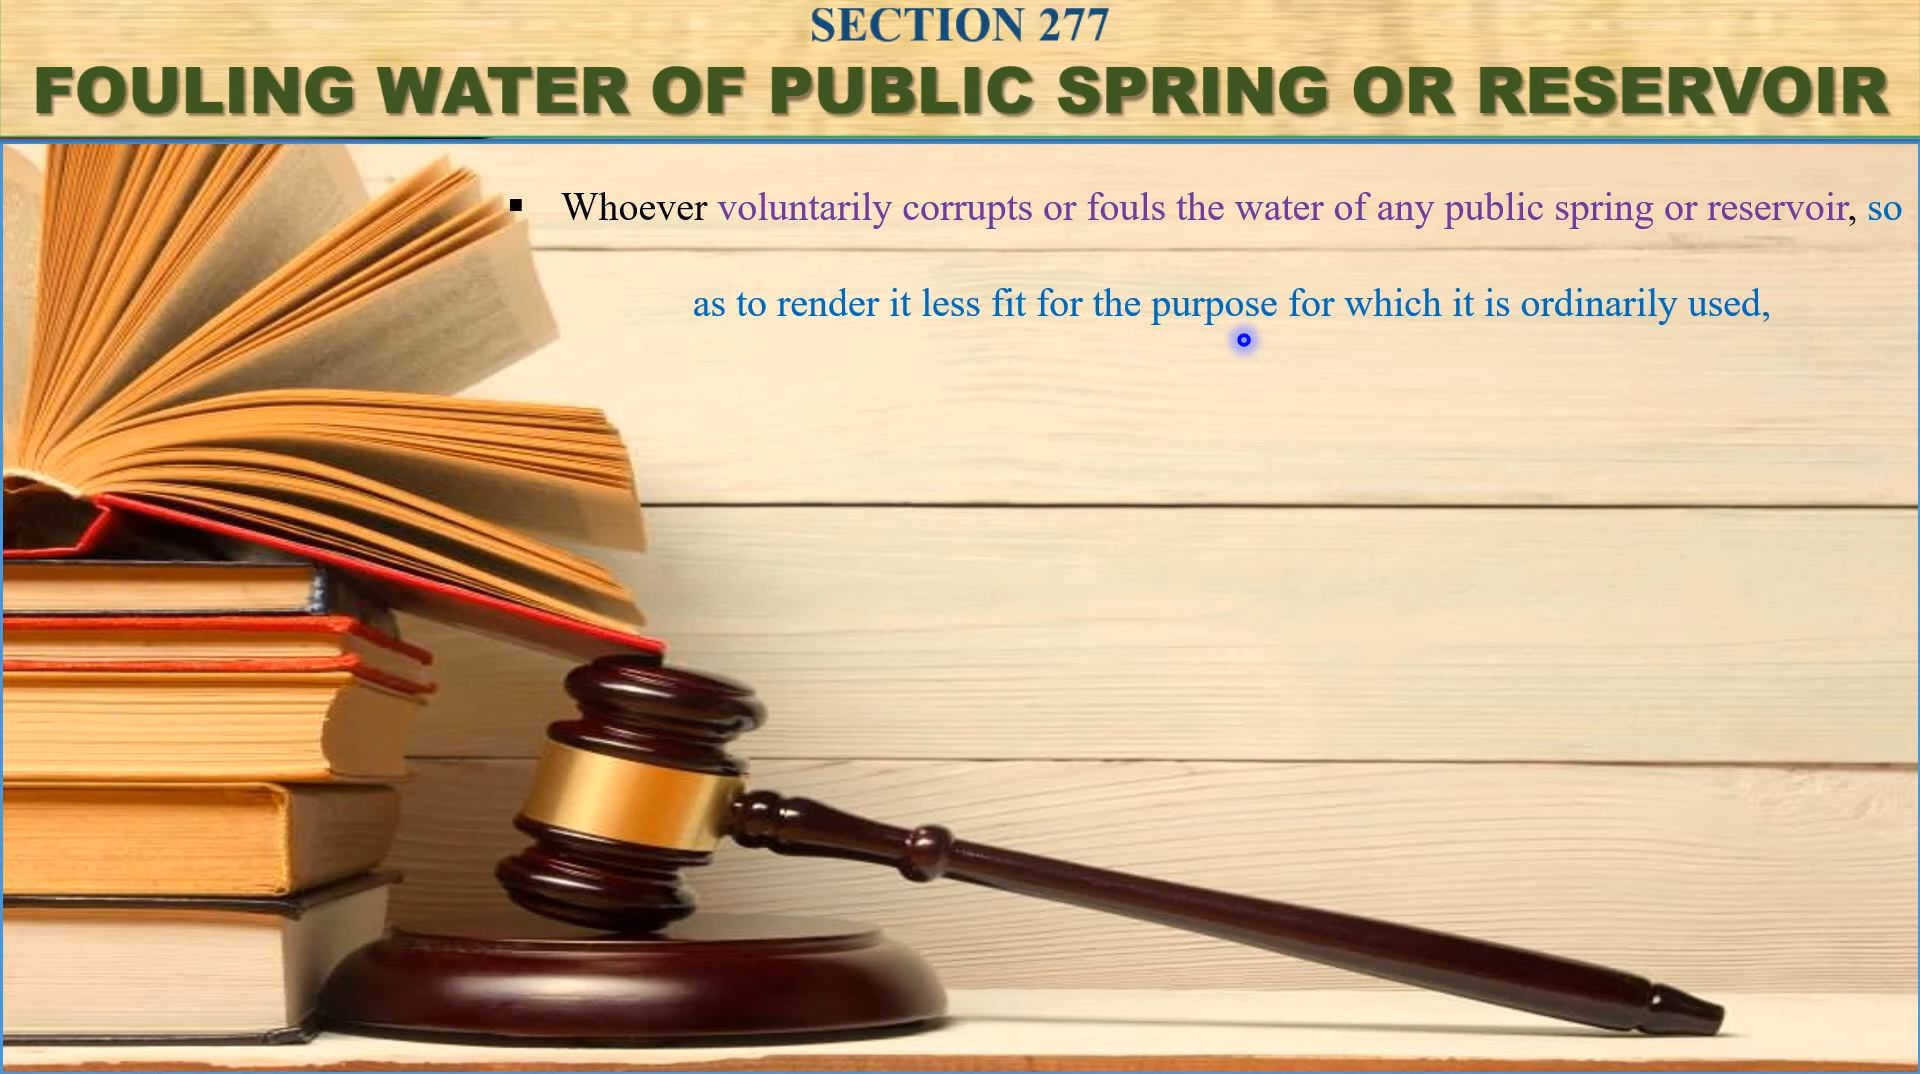 SECTION 277
FOULING WATER OF PUBLIC SPRING OR RESERVOIR
▪ Whoever voluntarily corrupts or fouls the water of any public spring or reservoir, so
as to render it less fit for the purpose for which it is ordinarily used,